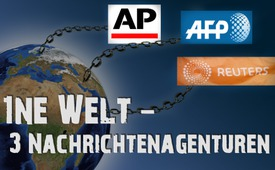 AP
AFP
REUTERS
1NE WELT –
3 NACHRICHTENAGENTUREN